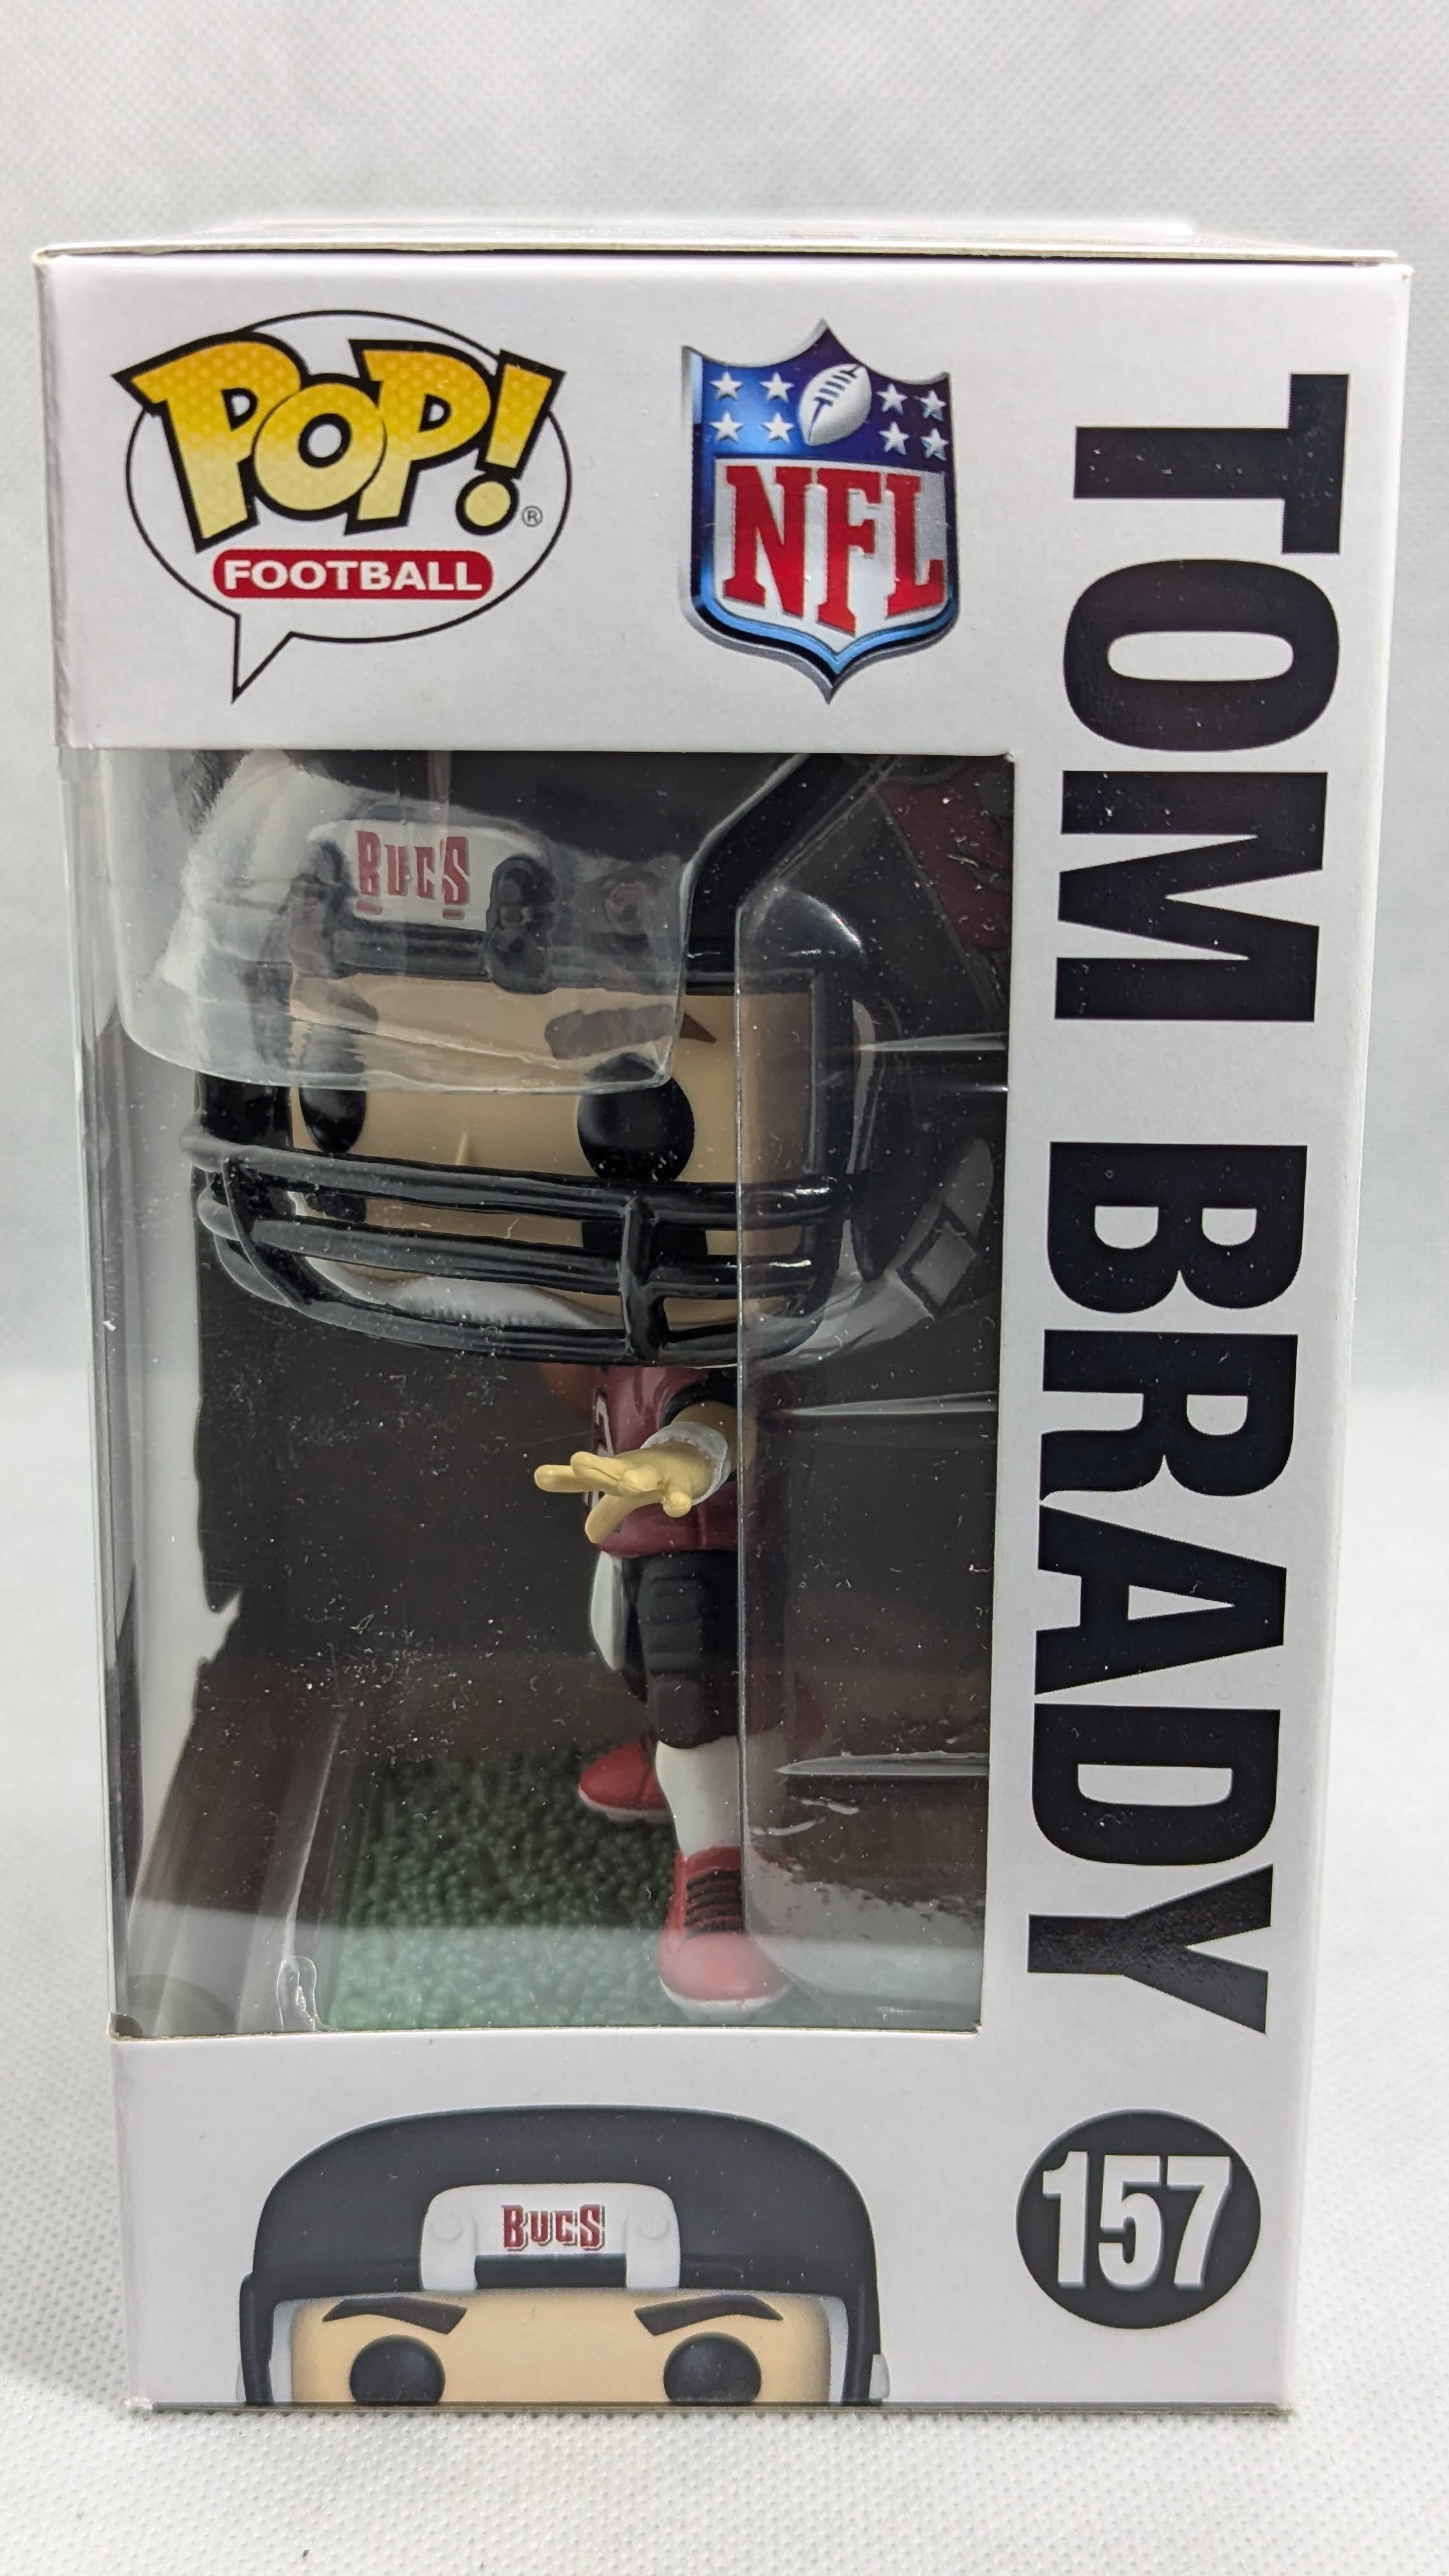 POP!®
FOOTBALL
NFL
TOM BRADY
BUCS
BUCS
157